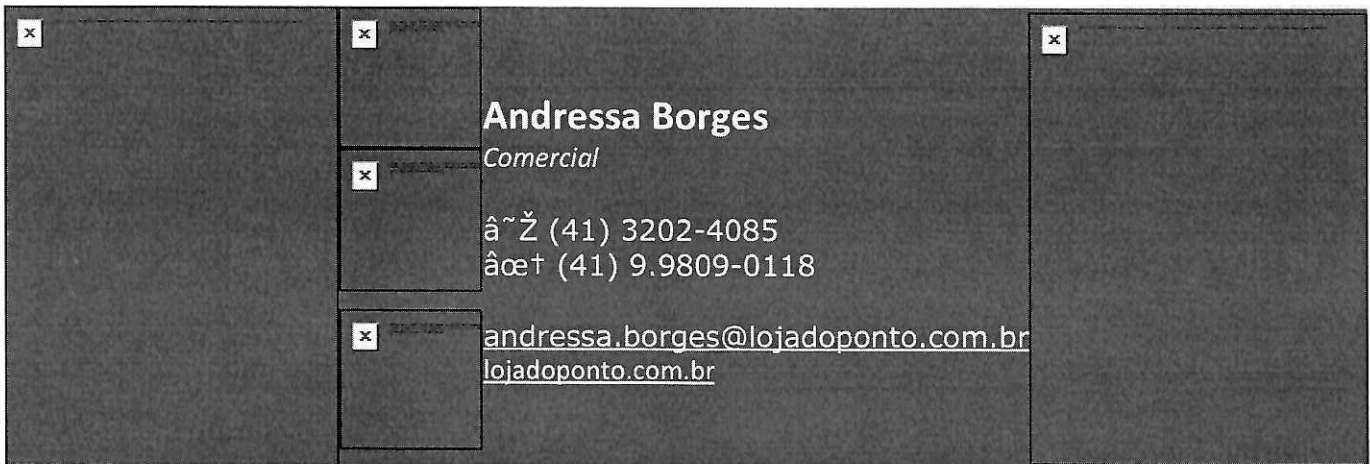 Andressa Borges
Comercial
â˜Ž (41) 3202-4085
âœ† (41) 9.9809-0118
andressa.borges@lojadoponto.com.br
lojadoponto.com.br